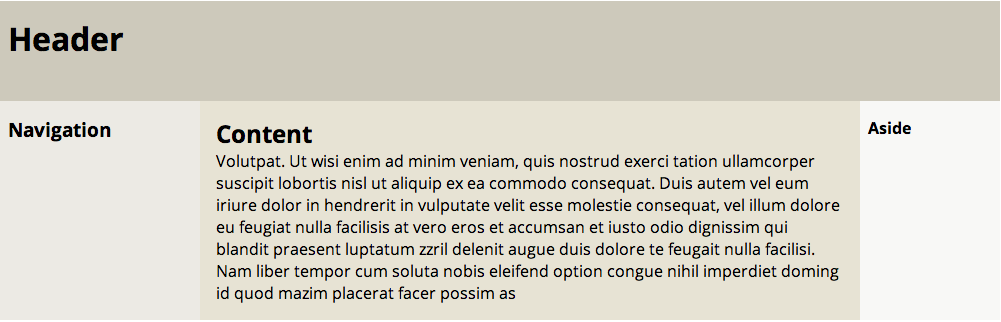 Header
Navigation
Content
Aside
Volutpat. Ut wisi enim ad minim veniam, quis nostrud exerci tation ullamcorper
suscipit lobortis nisl ut aliquip ex ea commodo consequat. Duis autem vel eum
iriure dolor in hendrerit in vulputate velit esse molestie consequat, vel illum dolore
eu feugiat nulla facilisis at vero eros et accumsan et iusto odio dignissim qui
blandit praesent luptatum zzril delenit augue duis dolore te feugait nulla facilisi.
Nam liber tempor cum soluta nobis eleifend option congue nihil imperdiet doming
id quod mazim placerat facer possim as